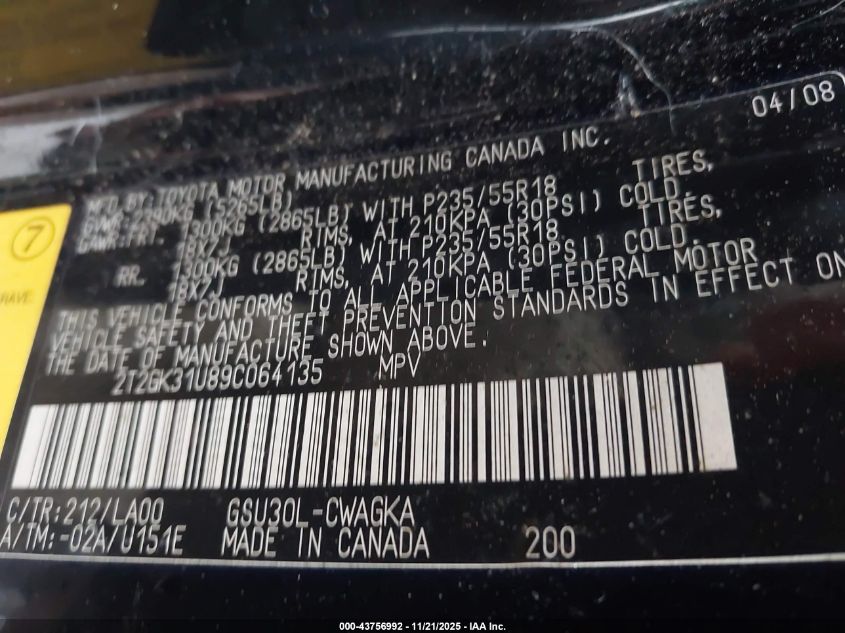 04/08
MFD.BY:TOYOTA MOTOR MANUFACTURING CANADA INC.
GVWR:2390KG (5265LB)
GAWR:FRT. 1300KG (2865LB) WITH P235/55R18 TIRES,
18X7J RIMS, AT 210KPA (30PSI) COLD.
RR. 1300KG (2865LB) WITH P235/55R18 TIRES,
18X7J RIMS, AT 210KPA (30PSI) COLD.
THIS VEHICLE CONFORMS TO ALL APPLICABLE FEDERAL MOTOR
VEHICLE SAFETY AND THEFT PREVENTION STANDARDS IN EFFECT ON
THE DATE OF MANUFACTURE SHOWN ABOVE.
2T2GK31U89C064135 MPV
C/TR:212/LA00 GSU30L-CWAGKA
A/TM:-02A/U151E MADE IN CANADA 200
7
000-43756992 - 11/21/2025 - IAA Inc.